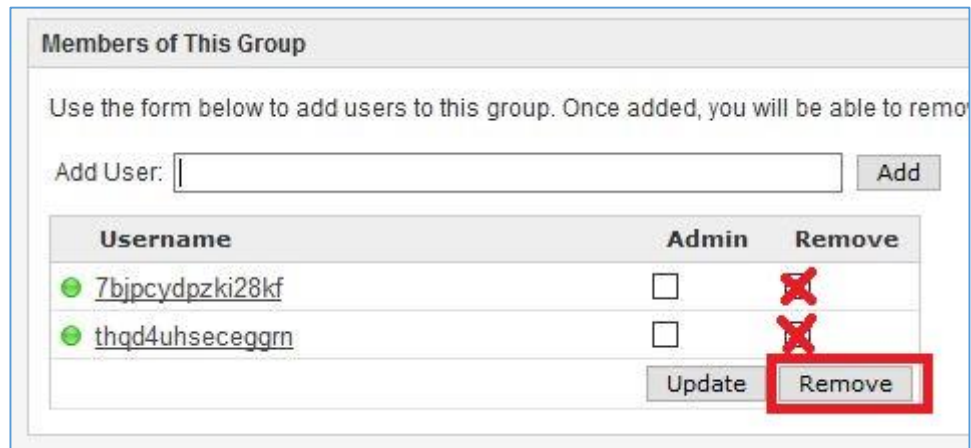 Members of This Group
Use the form below to add users to this group. Once added, you will be able to remo
Add User: Add
Username Admin Remove
7bjpcydpzki28kf
thqd4uhseceggrn
Update Remove